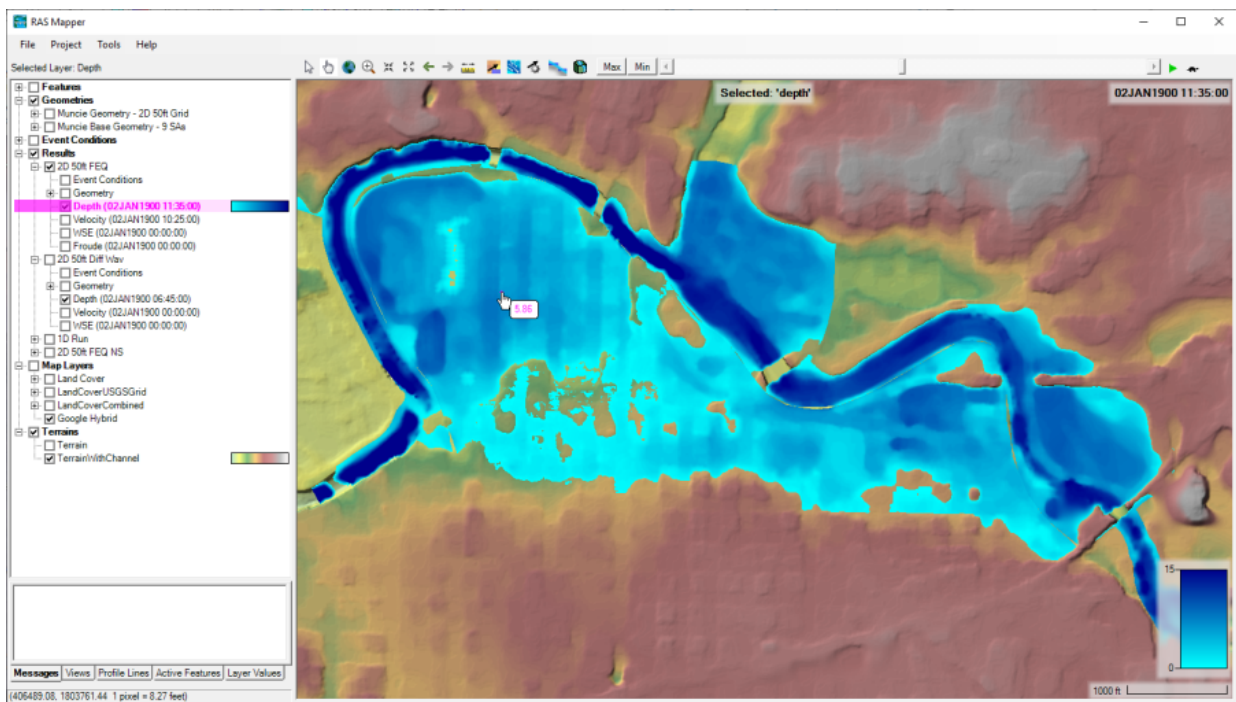 RAS Mapper
File Project Tools Help
Selected Layer: Depth
Max Min
Features
Geometries
Muncie Geometry - 2D 50ft Grid
Muncie Base Geometry - 9 SAs
Event Conditions
Results
2D 50ft FEQ
Event Conditions
Geometry
Depth (02JAN1900 11:35:00)
Velocity (02JAN1900 10:25:00)
WSE (02JAN1900 00:00:00)
Froude (02JAN1900 00:00:00)
2D 50ft Diff Wav
Event Conditions
Geometry
Depth (02JAN1900 06:45:00)
Velocity (02JAN1900 00:00:00)
WSE (02JAN1900 00:00:00)
1D Run
2D 50ft FEQ NS
Map Layers
Land Cover
LandCoverUSGSGrid
LandCoverCombined
Google Hybrid
Terrains
Terrain
TerrainWithChannel
Selected: 'depth'
02JAN1900 11:35:00
5.86
15
0
1000 ft
Messages Views Profile Lines Active Features Layer Values
(406489.08, 1803761.44 1 pixel = 8.27 feet)